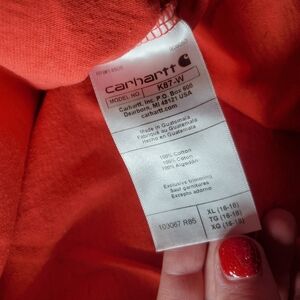 carhartt
MODEL NO K87-W
Carhartt, Inc. P.O. Box 600
Dearborn, MI 48121 USA
carhartt.com
Made in Guatemala
Fabriqué au Guatemala
Hecho en Guatemala
100% Cotton
100% Coton
100% Algodón
Exclusive trimming
Sauf garnitures
Excepto adorno
103067 R85
XL (16-18)
TG (16-18)
XG (16-18)